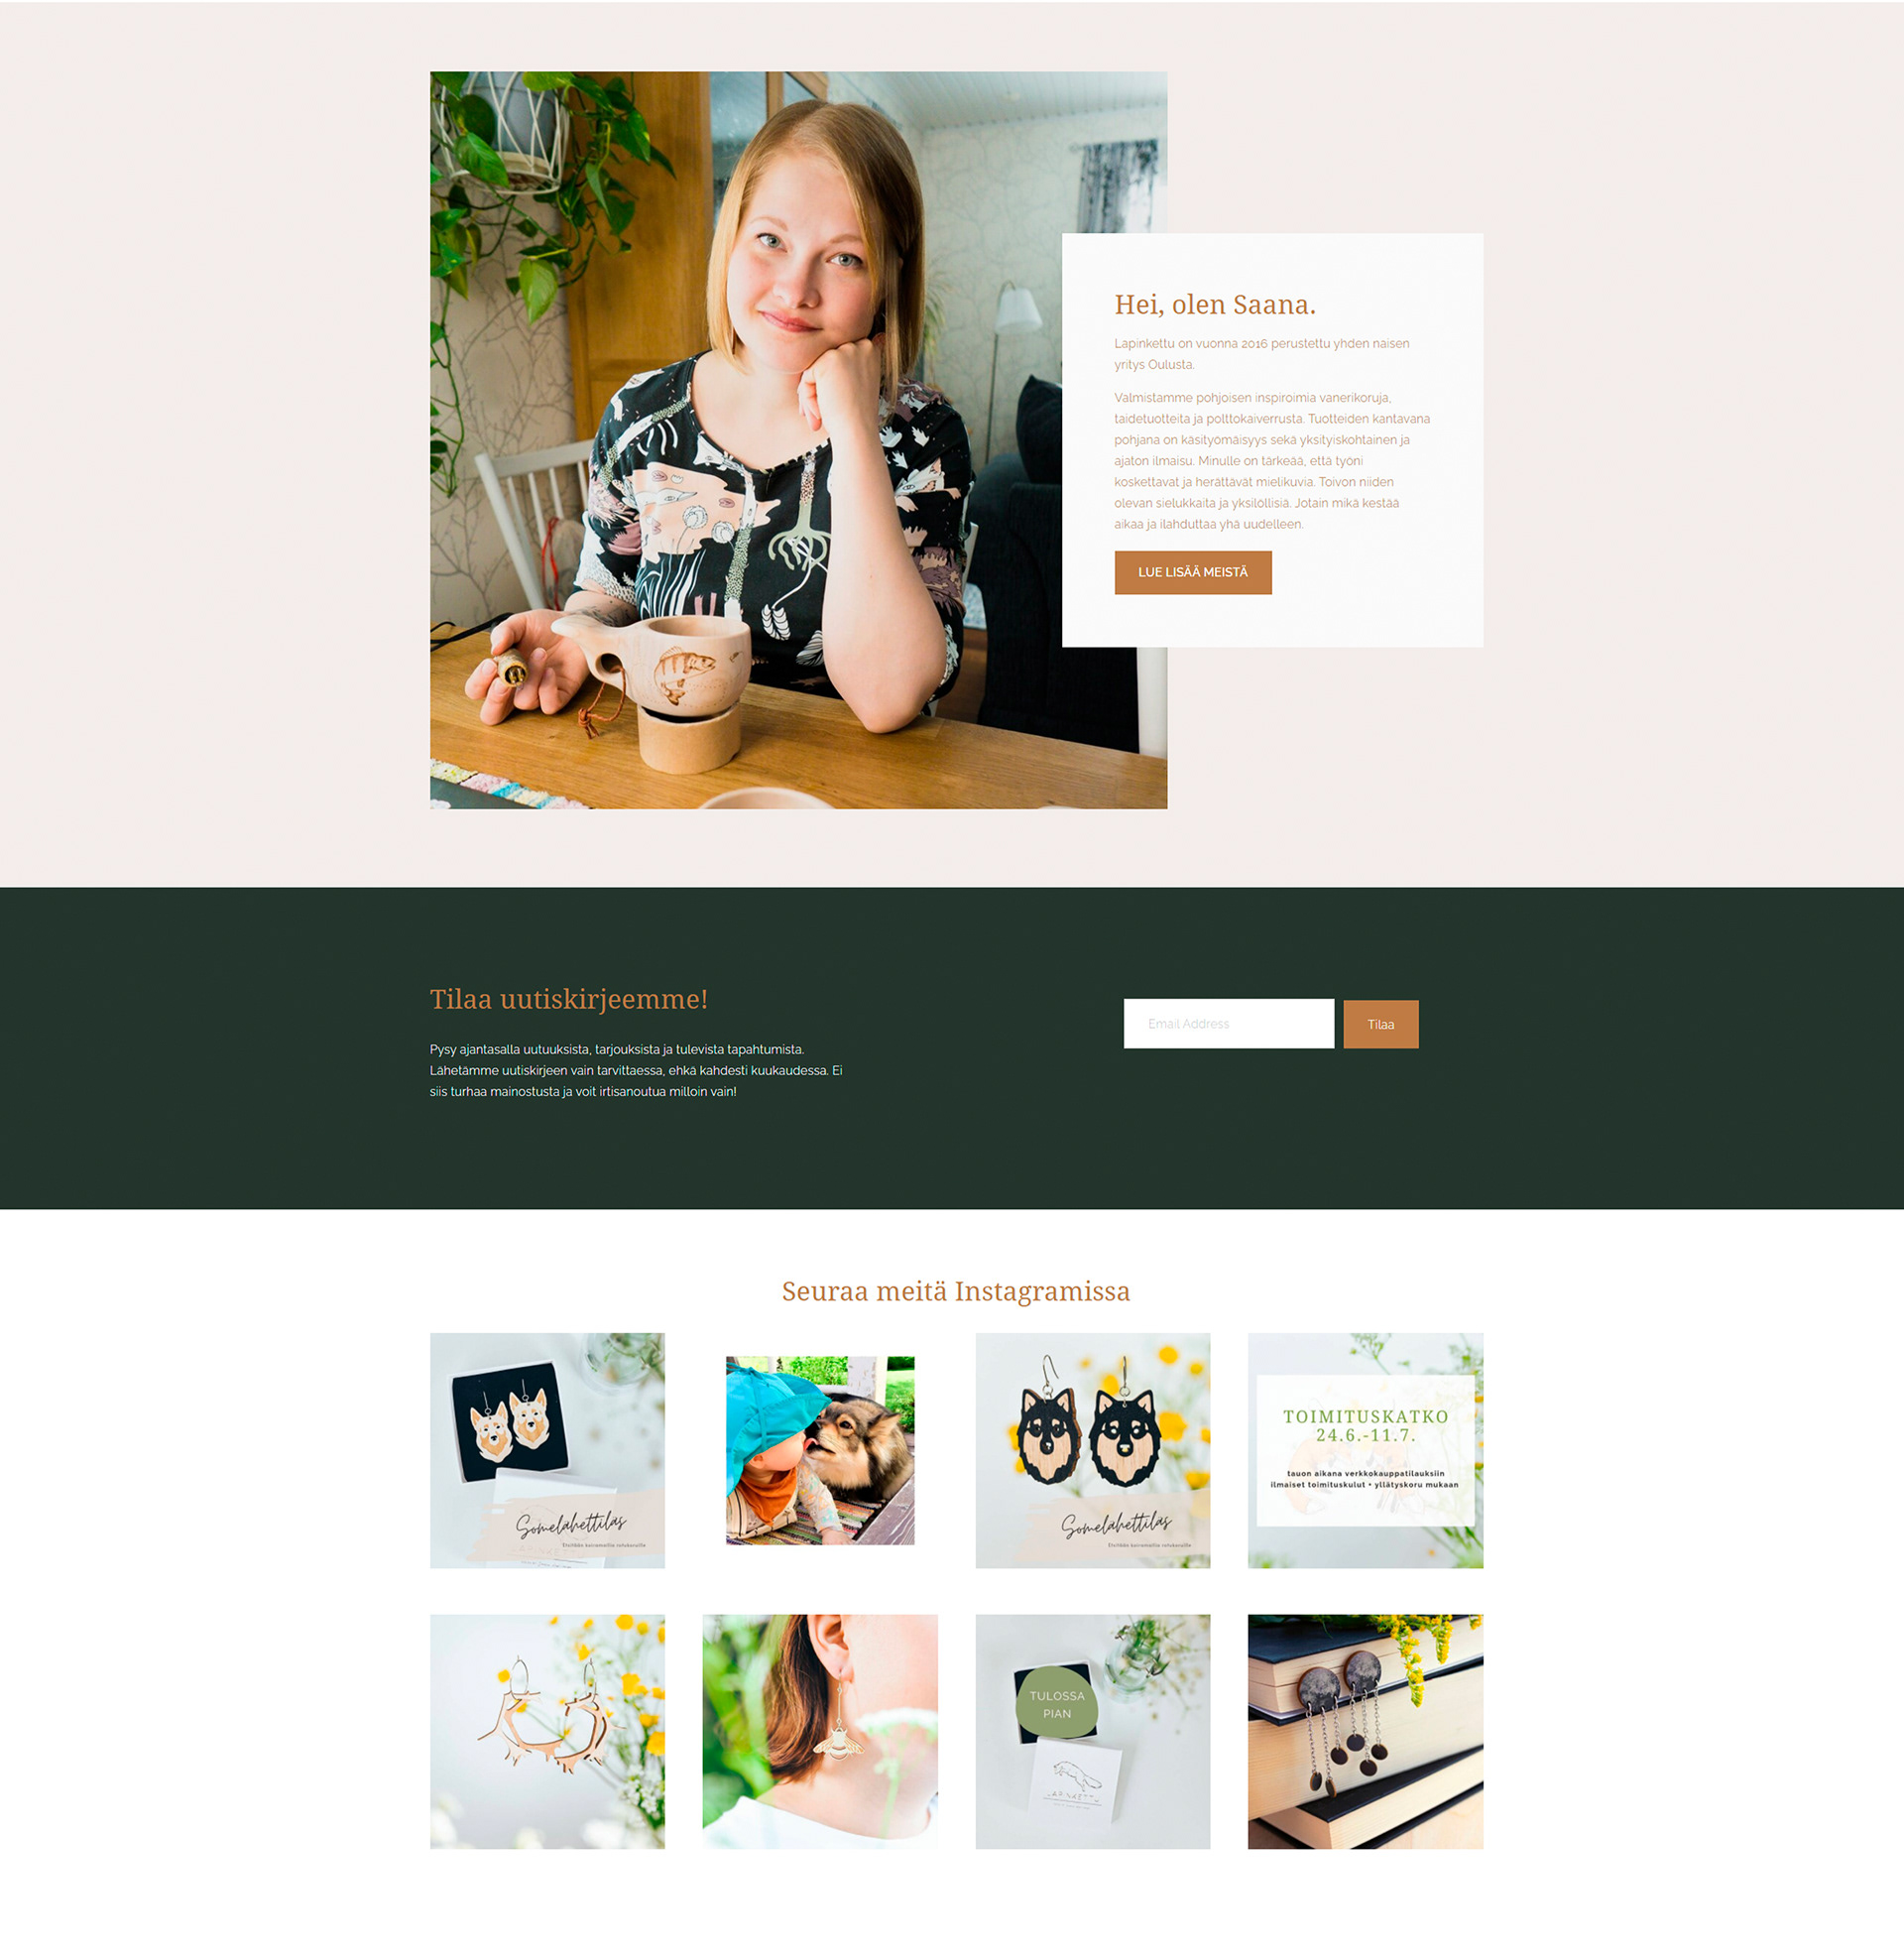 Hei, olen Saana.
Lapinkettu on vuonna 2016 perustettu yhden naisen
yritys Oulusta.
Valmistamme pohjoisen inspiroimia vanerikoruja,
taidetuotteita ja polttokaiverrusta. Tuotteiden kantavana
pohjana on käsityömäisyys sekä yksityiskohtainen ja
ajaton ilmaisu. Minulle on tärkeää, että työni
koskettavat ja herättävät mielikuvia. Toivon niiden
olevan sielukkaita ja yksilöllisiä. Jotain mikä kestää
aikaa ja ilahduttaa yhä uudelleen.
LUE LISÄÄ MEISTÄ
Tilaa uutiskirjeemme!
Pysy ajantasalla uutuuksista, tarjouksista ja tulevista tapahtumista.
Lähetämme uutiskirjeen vain tarvittaessa, ehkä kahdesti kuukaudessa. Ei
siis turhaa mainostusta ja voit irtisanoutua milloin vain!
Email Address
Tilaa
Seuraa meitä Instagramissa
Somelähettiläs
Somelähettiläs
TOIMITUSKATKO
24.6.-11.7.
tauon aikana verkkokauppatilauksiin
ilmaiset toimituskulut + yllätyskoru mukaan
TULOSSA
PIAN
LAPINKETTU